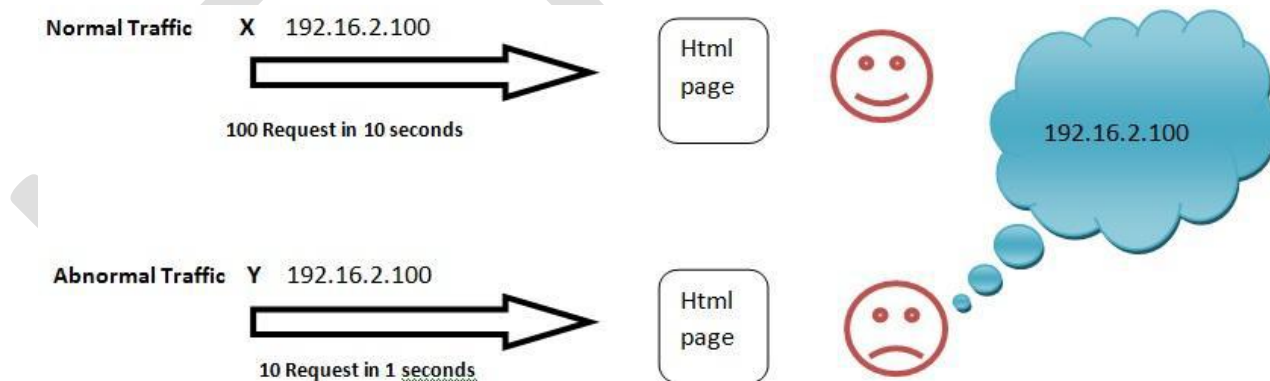 Normal Traffic X 192.16.2.100
100 Request in 10 seconds
Html
page
192.16.2.100
Abnormal Traffic Y 192.16.2.100
10 Request in 1 seconds
Html
page